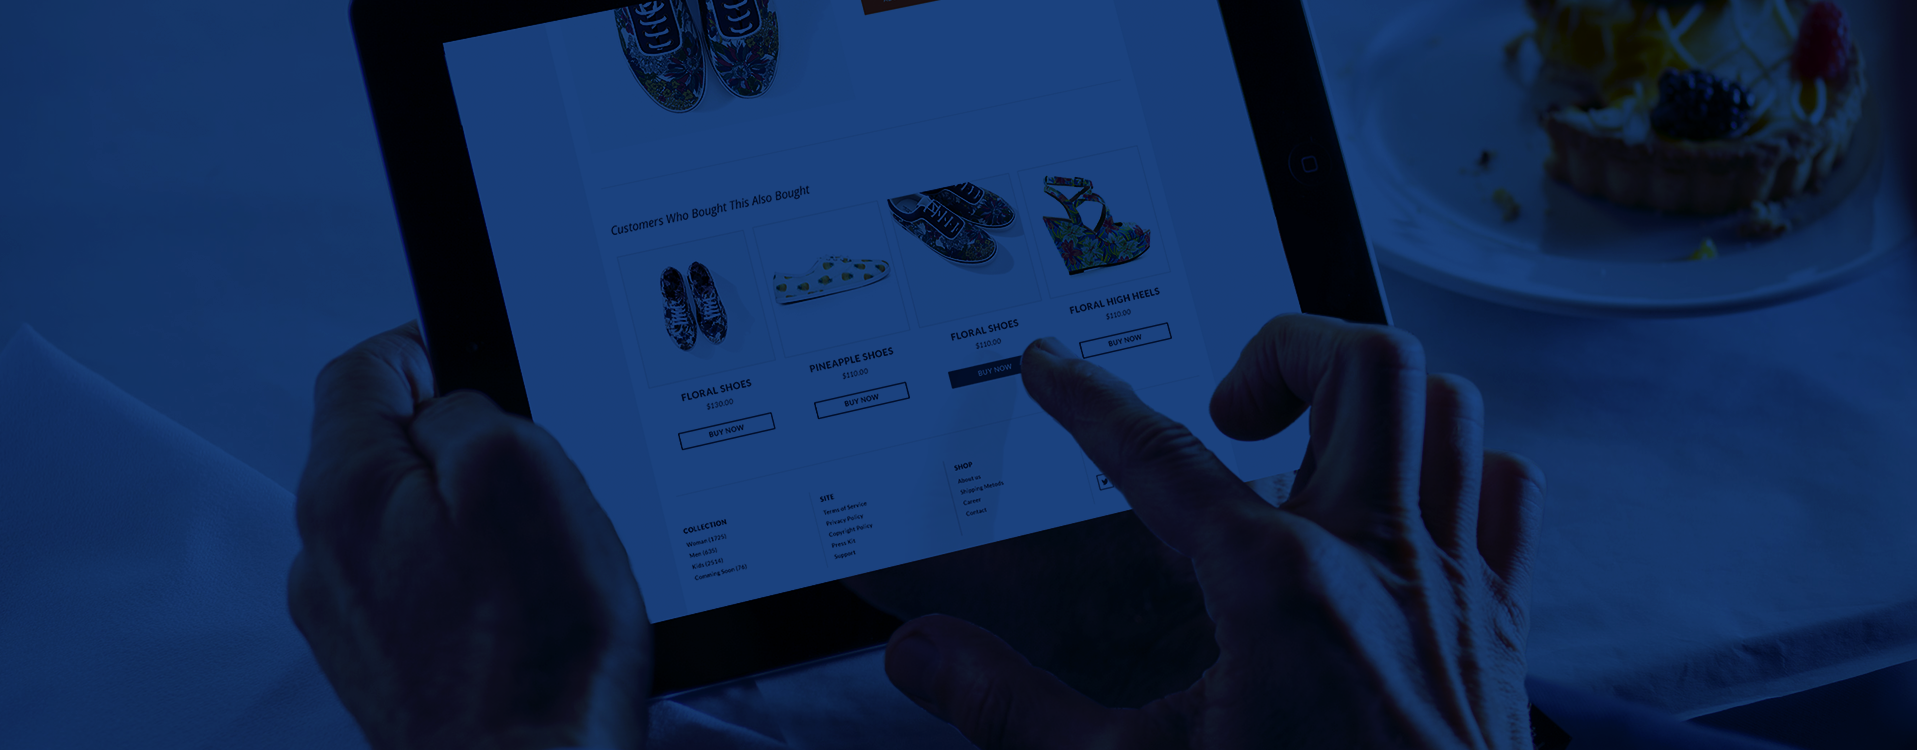 Customers Who Bought This Also Bought
FLORAL SHOES
$120.00
BUY NOW
PINEAPPLE SHOES
$110.00
BUY NOW
FLORAL SHOES
$110.00
BUY NOW
FLORAL HIGH HEELS
$110.00
BUY NOW
COLLECTION
Woman (1725)
Men (635)
Kids (2514)
Comming Soon (76)
SITE
Terms of Service
Privacy Policy
Copyright Policy
Press Kit
Support
SHOP
About us
Shipping Metods
Career
Contact